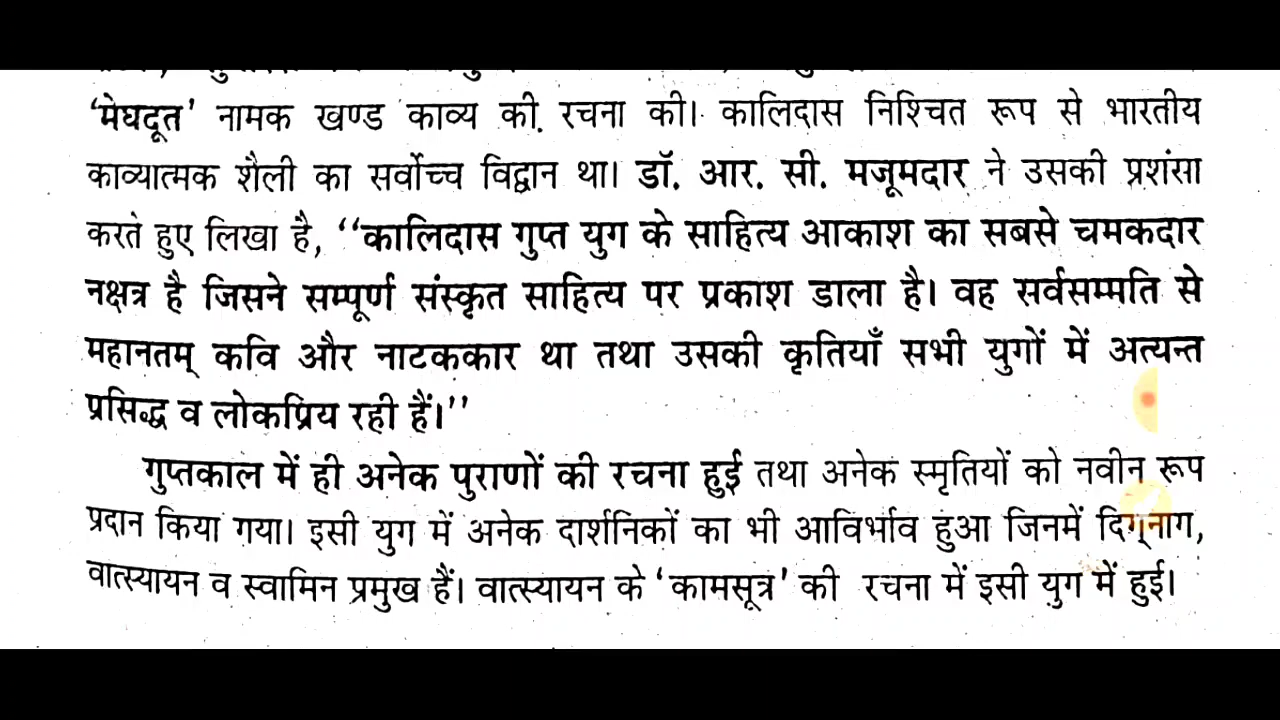 ‘मेघदूत’ नामक खण्ड काव्य की रचना की। कालिदास निश्चित रूप से भारतीय
काव्यात्मक शैली का सर्वोच्च विद्वान था। डॉ. आर. सी. मजूमदार ने उसकी प्रशंसा
करते हुए लिखा है, ‘‘कालिदास गुप्त युग के साहित्य आकाश का सबसे चमकदार
नक्षत्र है जिसने सम्पूर्ण संस्कृत साहित्य पर प्रकाश डाला है। वह सर्वसम्मति से
महानतम् कवि और नाटककार था तथा उसकी कृतियाँ सभी युगों में अत्यन्त
प्रसिद्ध व लोकप्रिय रही हैं।’’
गुप्तकाल में ही अनेक पुराणों की रचना हुई तथा अनेक स्मृतियों को नवीन रूप
प्रदान किया गया। इसी युग में अनेक दार्शनिकों का भी आविर्भाव हुआ जिनमें दिग्नाग,
वात्स्यायन व स्वामिन प्रमुख हैं। वात्स्यायन के ‘कामसूत्र’ की रचना में इसी युग में हुई।